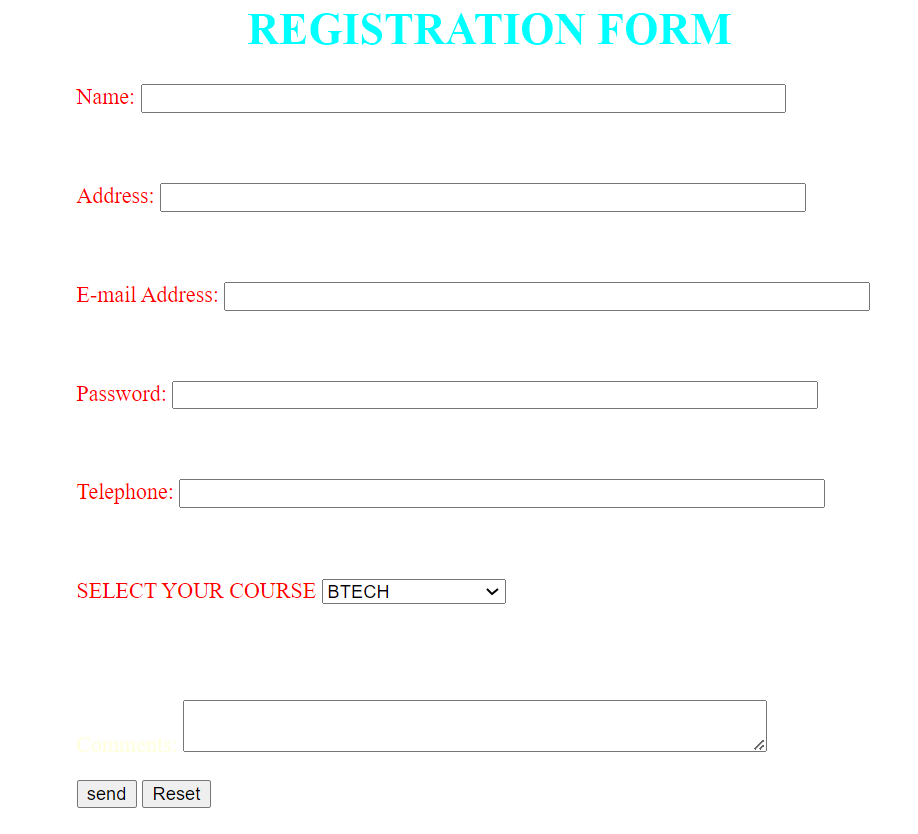 REGISTRATION FORM
Name:
Address:
E-mail Address:
Password:
Telephone:
SELECT YOUR COURSE BTECH
Comments:
send Reset